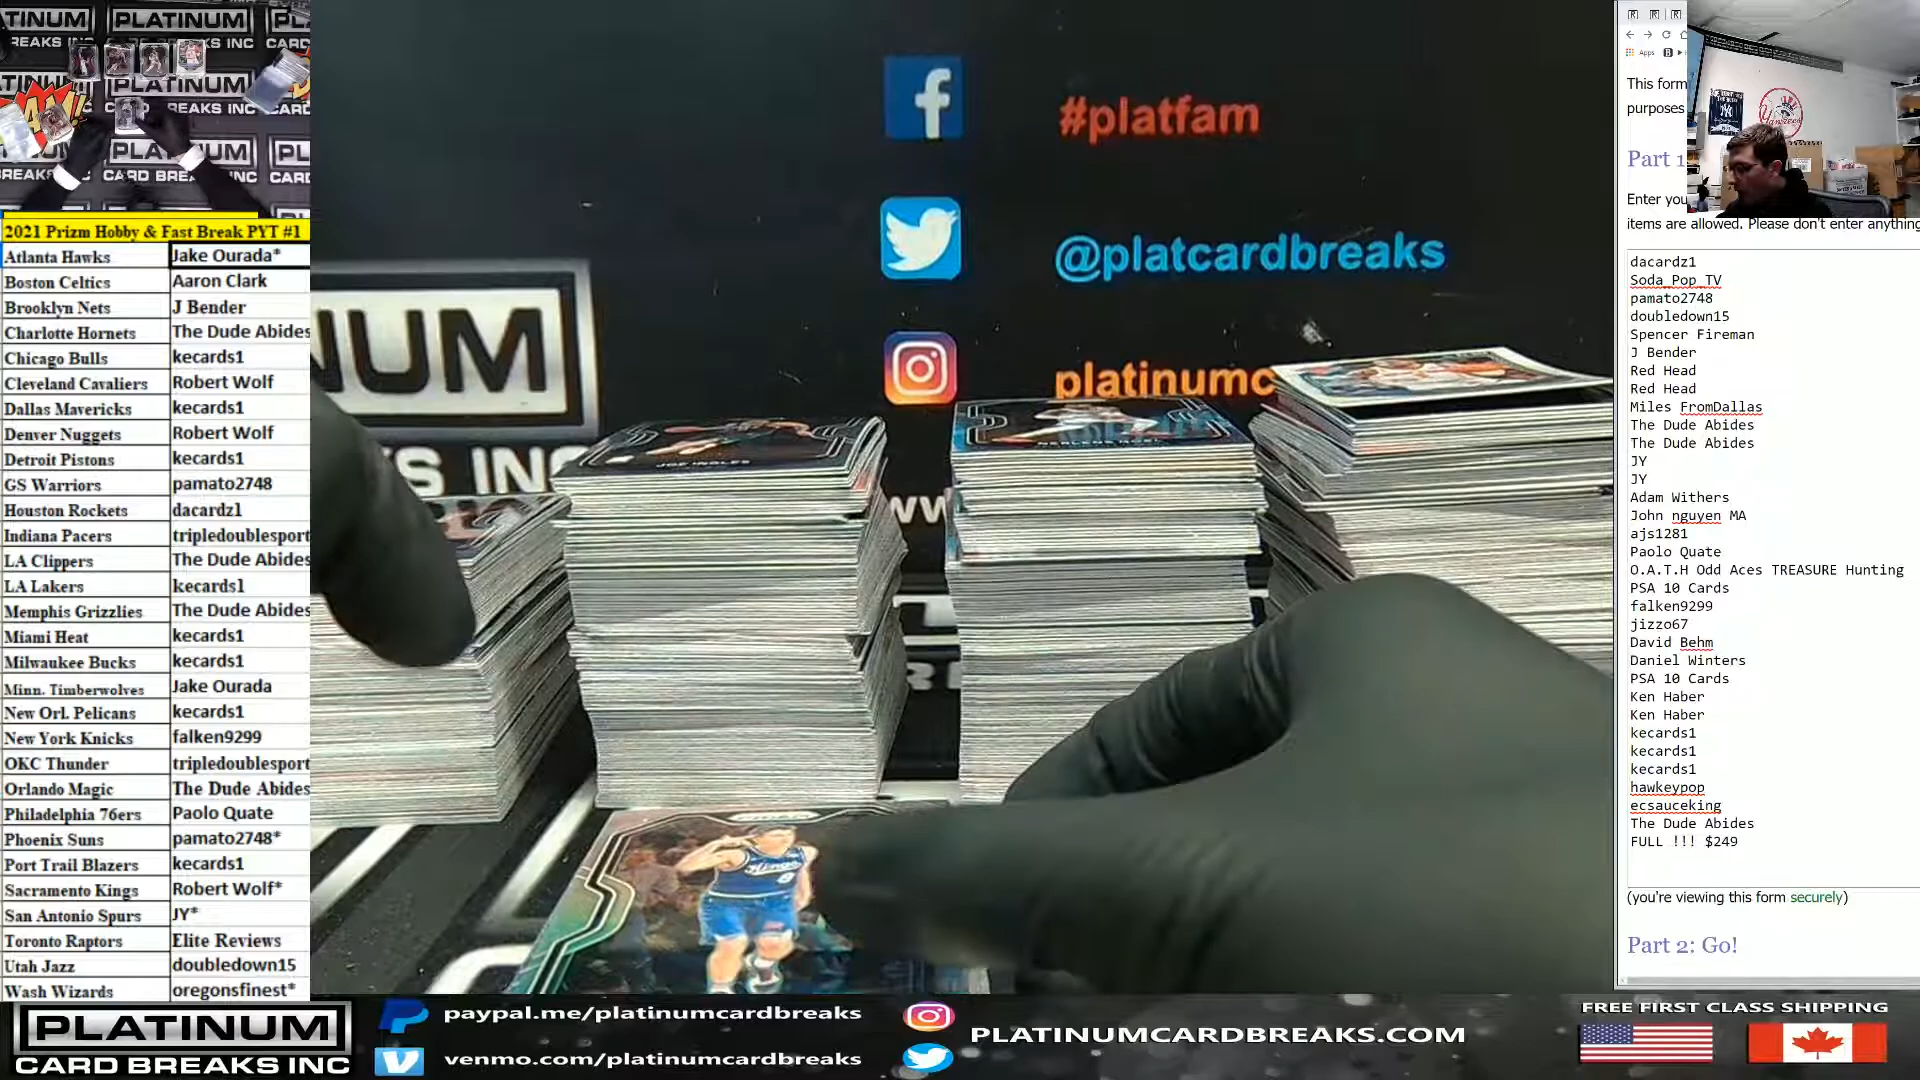 2021 Prizm Hobby & Fast Break PYT #1
Atlanta Hawks Jake Ourada*
Boston Celtics Aaron Clark
Brooklyn Nets J Bender
Charlotte Hornets The Dude Abides
Chicago Bulls kecards1
Cleveland Cavaliers Robert Wolf
Dallas Mavericks kecards1
Denver Nuggets Robert Wolf
Detroit Pistons kecards1
GS Warriors pamato2748
Houston Rockets dacardz1
Indiana Pacers tripledoublesport
LA Clippers The Dude Abides
LA Lakers kecards1
Memphis Grizzlies The Dude Abides
Miami Heat kecards1
Milwaukee Bucks kecards1
Minn. Timberwolves Jake Ourada
New Orl. Pelicans kecards1
New York Knicks falken9299
OKC Thunder tripledoublesport
Orlando Magic The Dude Abides
Philadelphia 76ers Paolo Quate
Phoenix Suns pamato2748*
Port Trail Blazers kecards1
Sacramento Kings Robert Wolf*
San Antonio Spurs JY*
Toronto Raptors Elite Reviews
Utah Jazz doubledown15
Wash Wizards oregonsfinest*
PLATINUM
CARD BREAKS INC
#platfam
@platcardbreaks
platinumc
NUM
S INC
JOE INGLES
NERLENS NOEL
This form
purposes
Part 1
Enter you
items are allowed. Please don't enter anything
dacardz1
Soda_Pop_TV
pamato2748
doubledown15
Spencer Fireman
J Bender
Red Head
Red Head
Miles FromDallas
The Dude Abides
The Dude Abides
JY
JY
Adam Withers
John nguyen MA
ajs1281
Paolo Quate
O.A.T.H Odd Aces TREASURE Hunting
PSA 10 Cards
falken9299
jizzo67
David Behm
Daniel Winters
PSA 10 Cards
Ken Haber
Ken Haber
kecards1
kecards1
kecards1
hawkeypop
ecsauceking
The Dude Abides
FULL !!! $249
(you're viewing this form securely)
Part 2: Go!
PLATINUM
CARD BREAKS INC
paypal.me/platinumcardbreaks
venmo.com/platinumcardbreaks
PLATINUMCARDBREAKS.COM
FREE FIRST CLASS SHIPPING